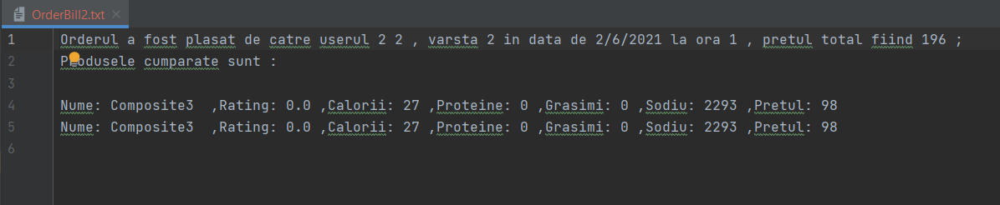 OrderBill2.txt
1 Orderul a fost plasat de catre userul 2 2 , varsta 2 in data de 2/6/2021 la ora 1 , pretul total fiind 196 ;
2 Produsele cumparate sunt :
3
4 Nume: Composite3  ,Rating: 0.0 ,Calorii: 27 ,Proteine: 0 ,Grasimi: 0 ,Sodiu: 2293 ,Pretul: 98
5 Nume: Composite3  ,Rating: 0.0 ,Calorii: 27 ,Proteine: 0 ,Grasimi: 0 ,Sodiu: 2293 ,Pretul: 98
6